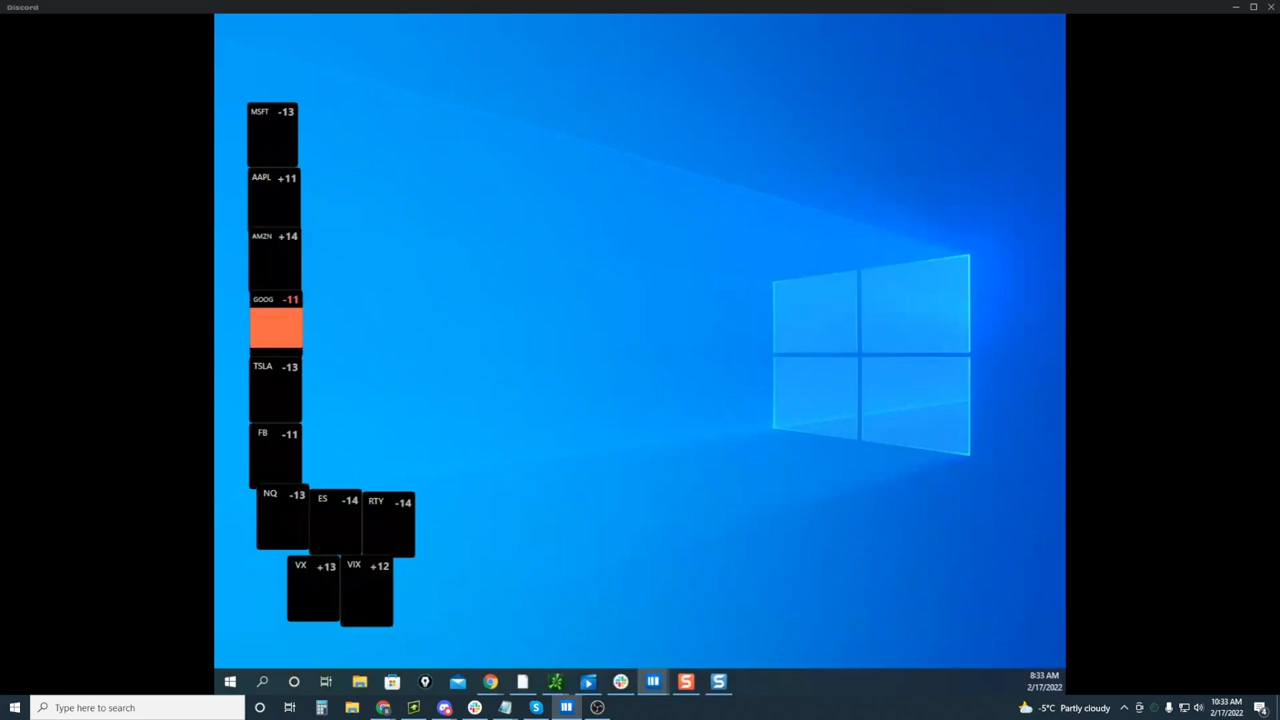 Discord
MSFT -13
AAPL +11
AMZN +14
GOOG -11
TSLA -13
FB -11
NQ -13
ES -14
RTY -14
VX +13
VIX +12
8:33 AM
2/17/2022
Type here to search
-5°C Partly cloudy
10:33 AM
2/17/2022
4